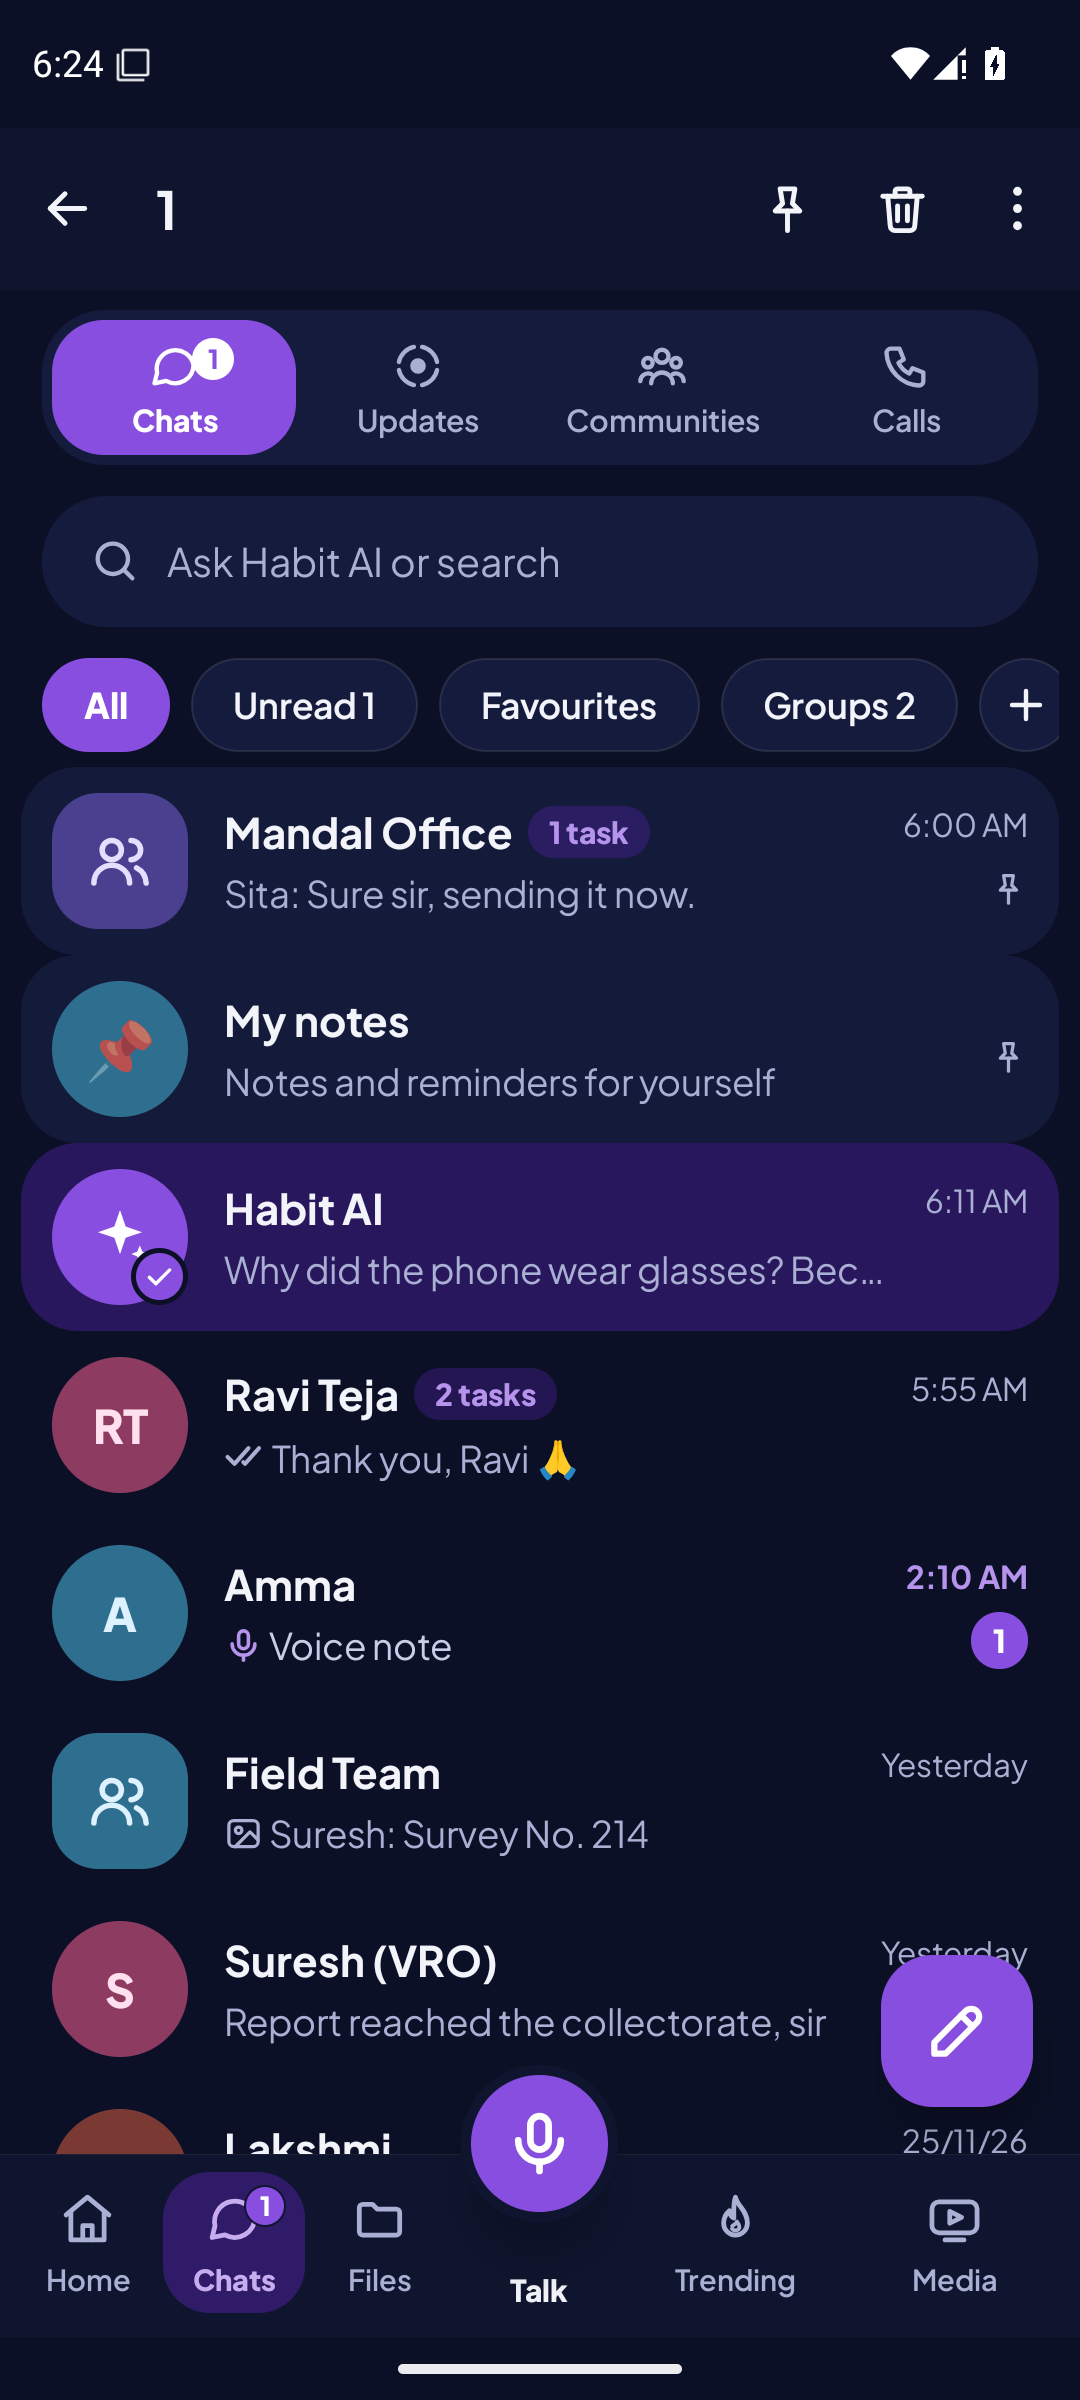 6:24
1
1
Chats
Updates
Communities
Calls
Ask Habit AI or search
All
Unread 1
Favourites
Groups 2
Mandal Office
1 task
6:00 AM
Sita: Sure sir, sending it now.
My notes
Notes and reminders for yourself
Habit AI
6:11 AM
Why did the phone wear glasses? Bec...
RT
Ravi Teja
2 tasks
5:55 AM
Thank you, Ravi 🙏
A
Amma
2:10 AM
Voice note
1
Field Team
Yesterday
Suresh: Survey No. 214
S
Suresh (VRO)
Yesterday
Report reached the collectorate, sir
Lakshmi
25/11/26
1
Home
Chats
Files
Talk
Trending
Media